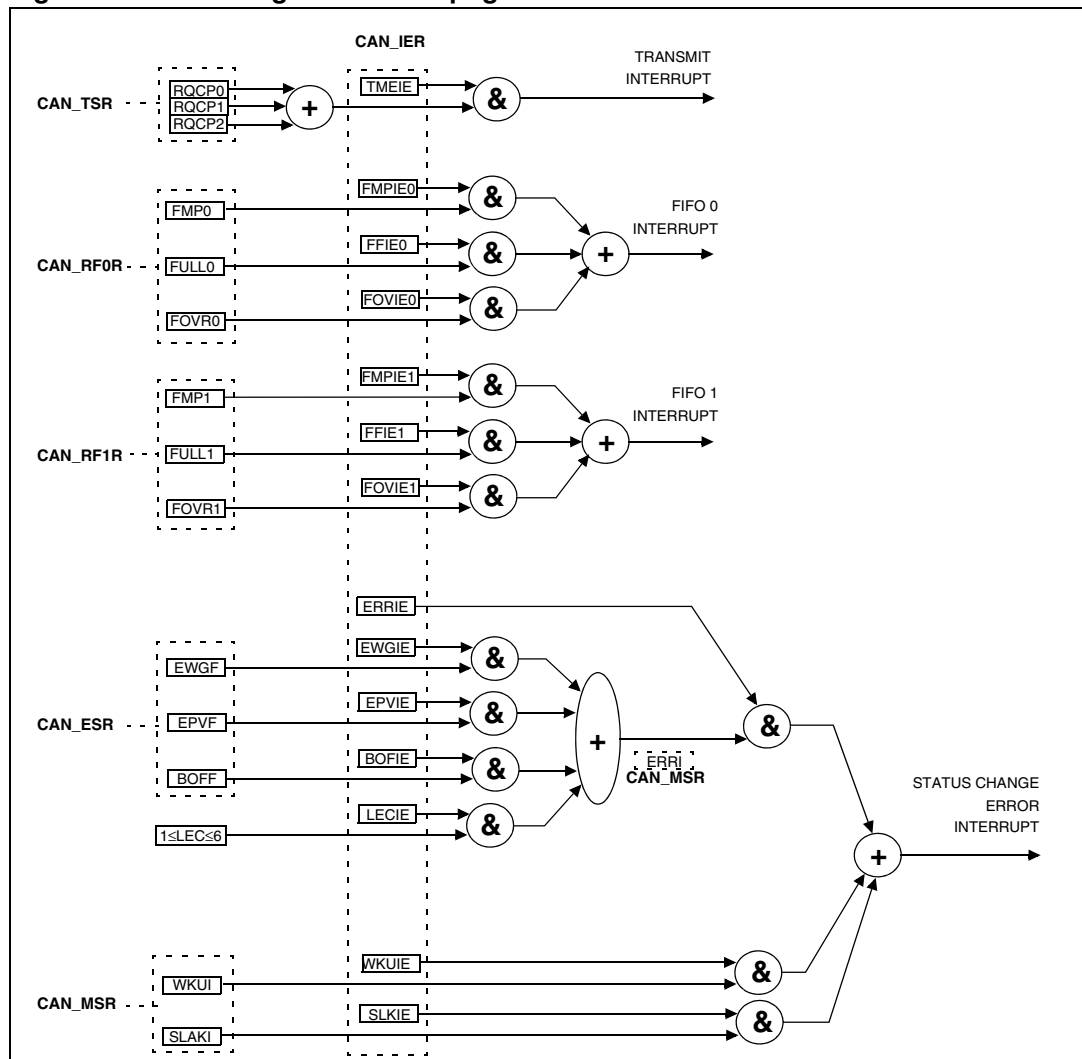 CAN_IER
TRANSMIT
INTERRUPT
CAN_TSR
RQCP0
RQCP1
RQCP2
+
TMEIE
&
FMPIE0
&
FMP0
FIFO 0
INTERRUPT
CAN_RF0R
FULL0
FFIE0
&
+
FOVIE0
&
FOVR0
FMPIE1
&
FMP1
FIFO 1
INTERRUPT
CAN_RF1R
FULL1
FFIE1
&
+
FOVIE1
&
FOVR1
ERRIE
EWGIE
&
EWGF
CAN_ESR
EPVF
EPVIE
&
+
&
ERRI
CAN_MSR
BOFIE
&
BOFF
LECIE
&
1≤LEC≤6
STATUS CHANGE
ERROR
INTERRUPT
+
WKUIE
&
WKUI
CAN_MSR
SLKIE
&
SLAKI